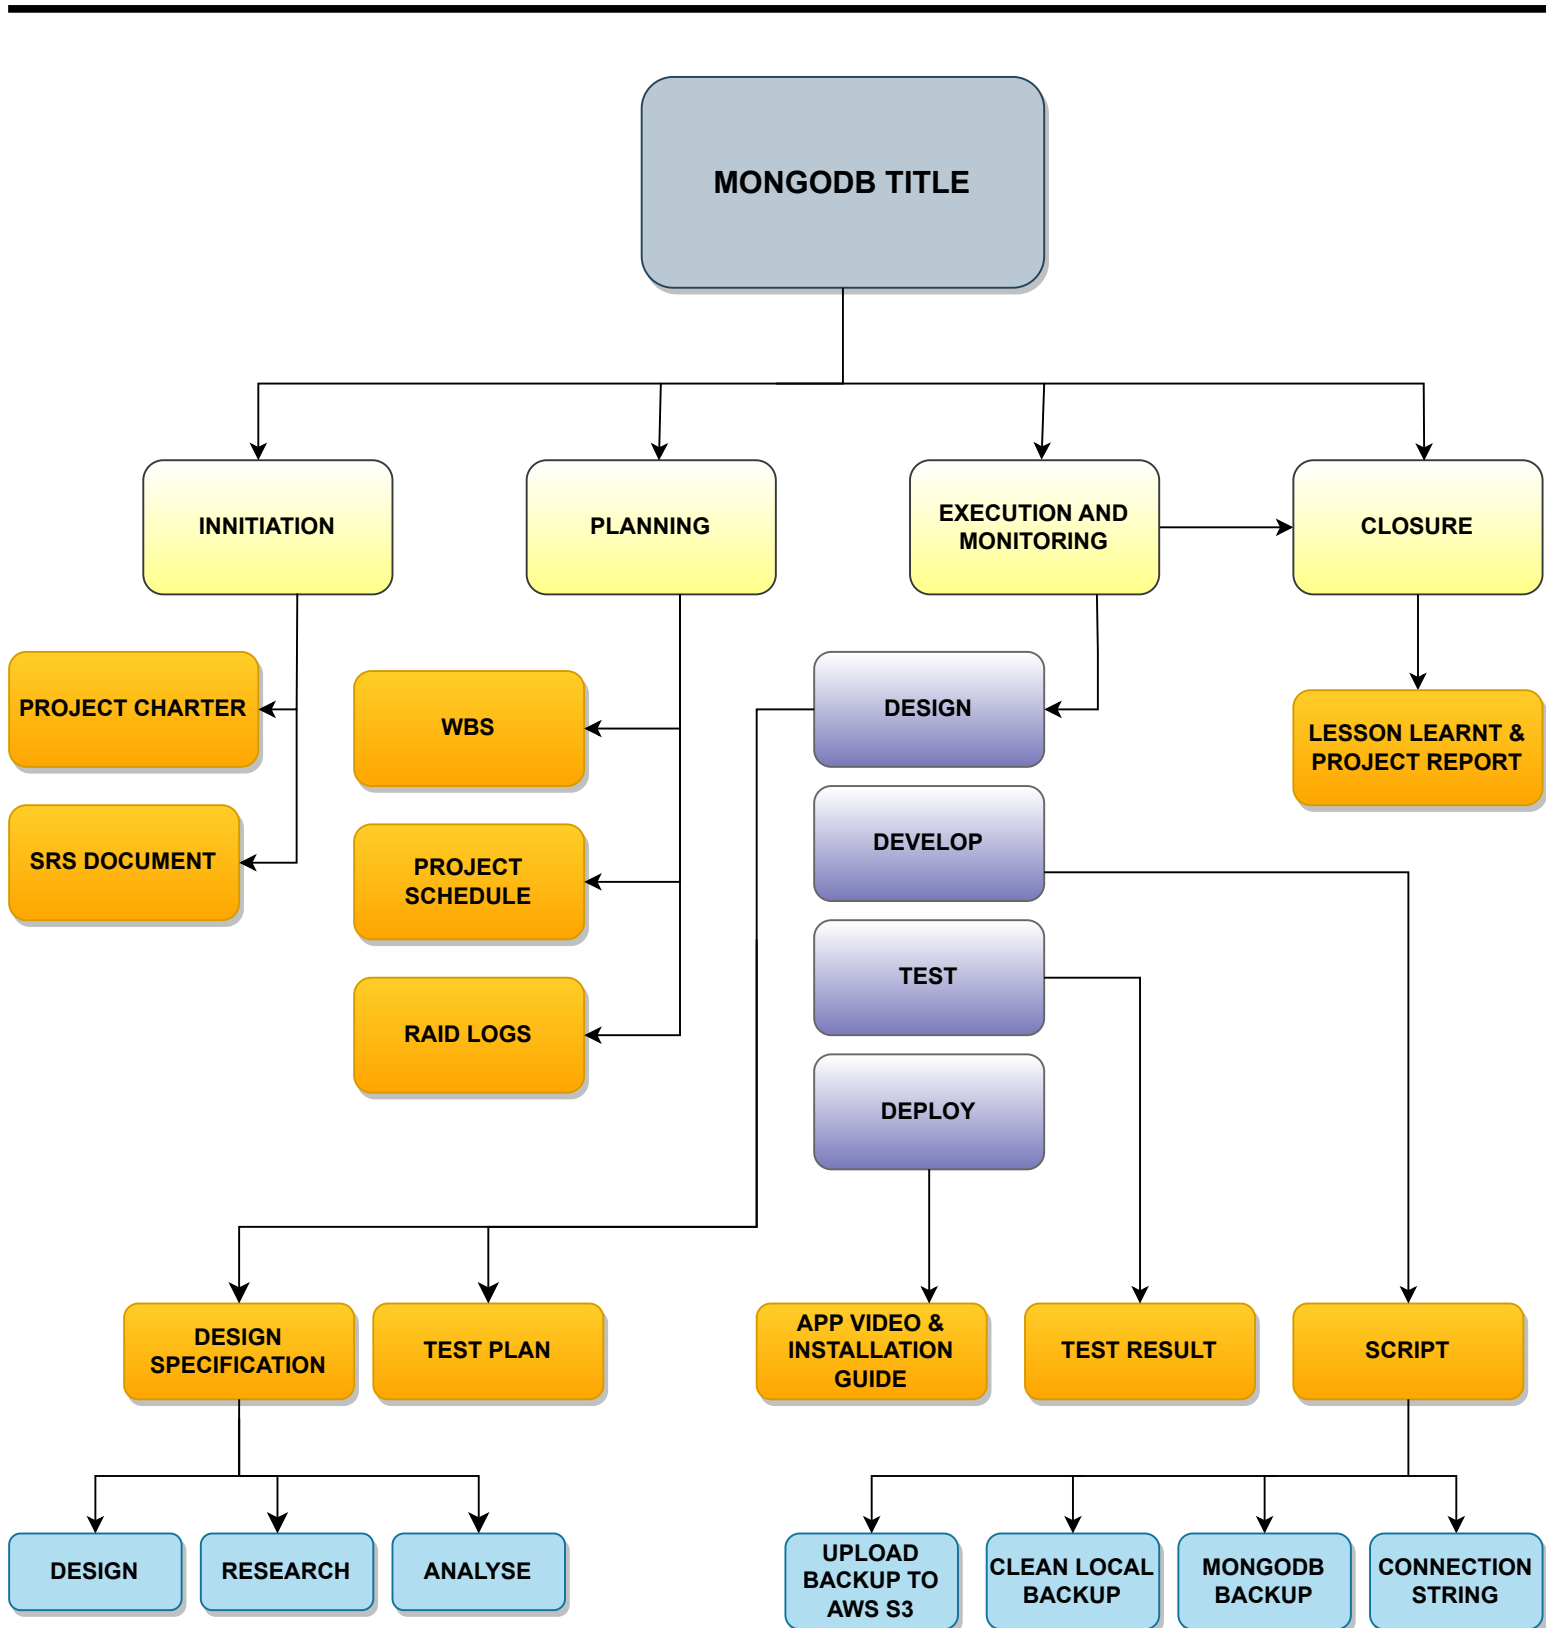 MONGODB TITLE
INNITIATION
PLANNING
EXECUTION AND
MONITORING
CLOSURE
PROJECT CHARTER
WBS
DESIGN
LESSON LEARNT &
PROJECT REPORT
SRS DOCUMENT
PROJECT
SCHEDULE
DEVELOP
TEST
RAID LOGS
DEPLOY
DESIGN
SPECIFICATION
TEST PLAN
APP VIDEO &
INSTALLATION
GUIDE
TEST RESULT
SCRIPT
DESIGN
RESEARCH
ANALYSE
UPLOAD
BACKUP TO
AWS S3
CLEAN LOCAL
BACKUP
MONGODB
BACKUP
CONNECTION
STRING